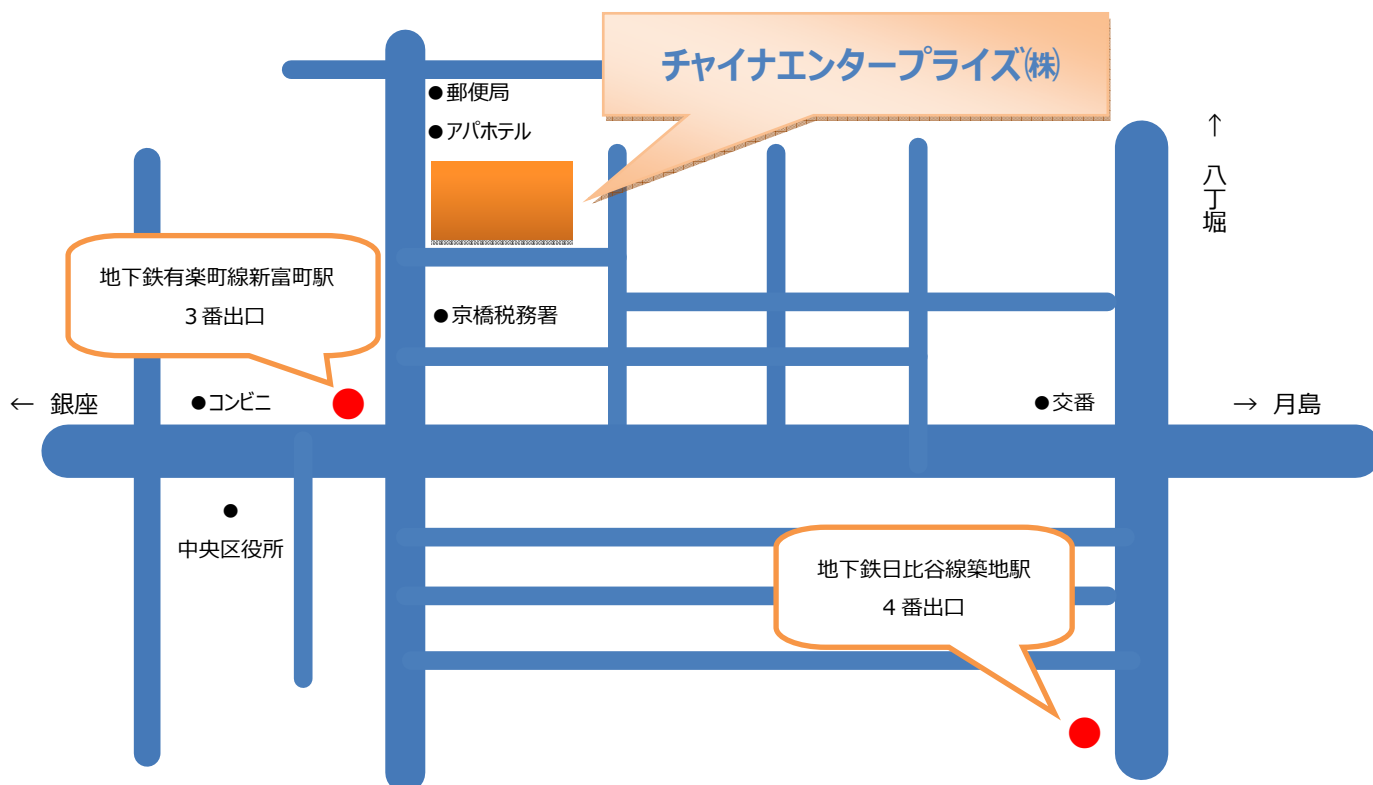 チャイナエンタープライズ㈱
●郵便局
●アパホテル
↑
八丁堀
地下鉄有楽町線新富町駅
３番出口
●京橋税務署
← 銀座
●コンビニ
●交番
→ 月島
●
中央区役所
地下鉄日比谷線築地駅
４番出口